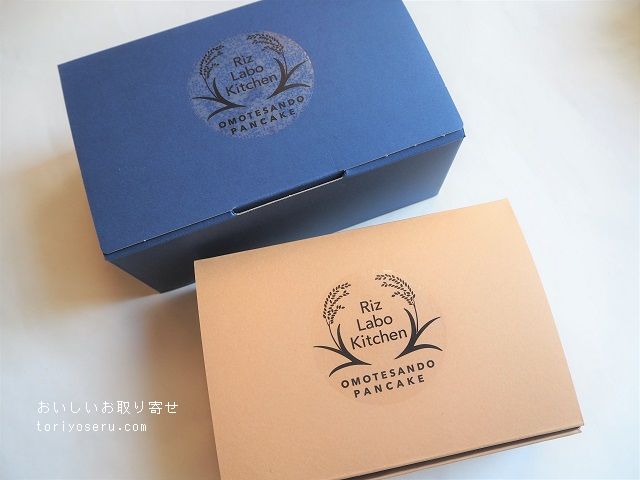 Riz
Labo
Kitchen
OMOTESANDO
PANCAKE
Riz
Labo
Kitchen
OMOTESANDO
PANCAKE
おいしいお取り寄せ
toriyoseru.com